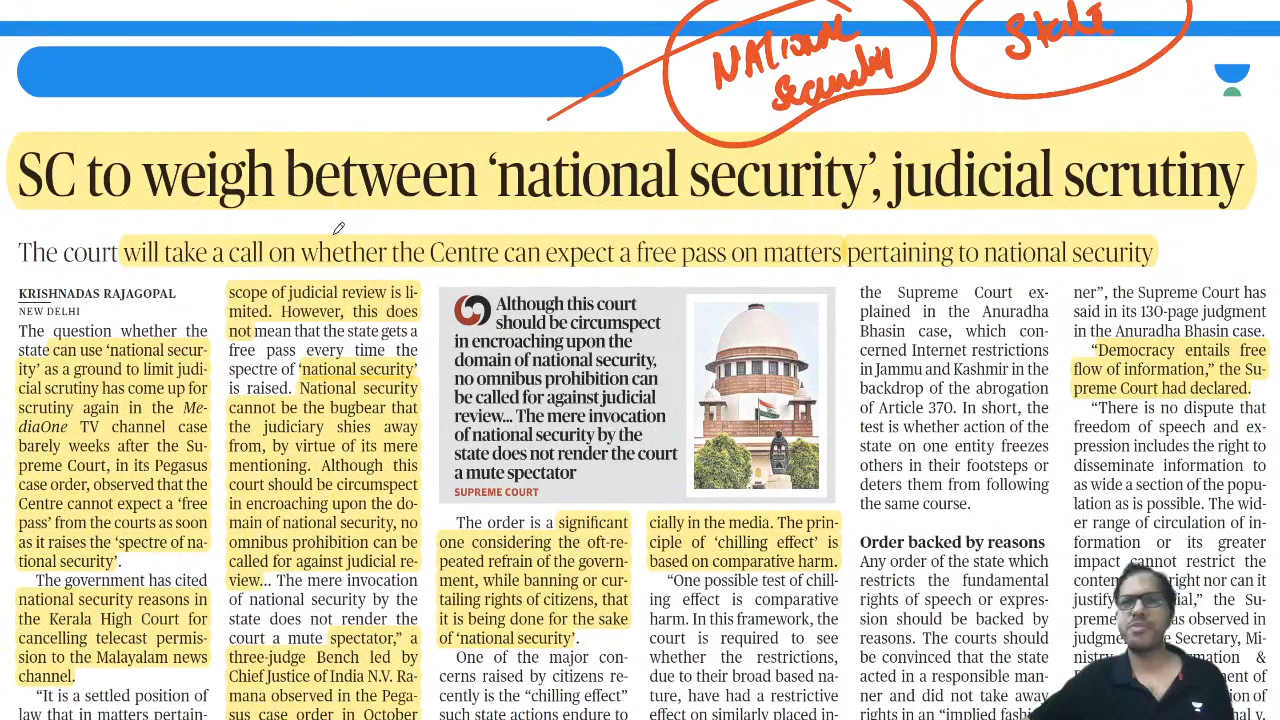 NATIONAL
Security
State
SC to weigh between ‘national security’, judicial scrutiny
The court will take a call on whether the Centre can expect a free pass on matters pertaining to national security
KRISHNADAS RAJAGOPAL
NEW DELHI
The question whether the
state can use ‘national secur-
ity’ as a ground to limit judi-
cial scrutiny has come up for
scrutiny again in the Me-
diaOne TV channel case
barely weeks after the Su-
preme Court, in its Pegasus
case order, observed that the
Centre cannot expect a ‘free
pass’ from the courts as soon
as it raises the ‘spectre of na-
tional security’.
The government has cited
national security reasons in
the Kerala High Court for
cancelling telecast permis-
sion to the Malayalam news
channel.
“It is a settled position of
law that in matters pertain-
scope of judicial review is li-
mited. However, this does
not mean that the state gets a
free pass every time the
spectre of ‘national security’
is raised. National security
cannot be the bugbear that
the judiciary shies away
from, by virtue of its mere
mentioning. Although this
court should be circumspect
in encroaching upon the do-
main of national security, no
omnibus prohibition can be
called for against judicial re-
view... The mere invocation
of national security by the
state does not render the
court a mute spectator,” a
three-judge Bench led by
Chief Justice of India N.V. Ra-
mana observed in the Pega-
sus case order in October
Although this court
should be circumspect
in encroaching upon the
domain of national security,
no omnibus prohibition can
be called for against judicial
review... The mere invocation
of national security by the
state does not render the court
a mute spectator
SUPREME COURT
The order is a significant
one considering the oft-re-
peated refrain of the govern-
ment, while banning or cur-
tailing rights of citizens, that
it is being done for the sake
of ‘national security’.
One of the major con-
cerns raised by citizens re-
cently is the “chilling effect”
such state actions endure to
cially in the media. The prin-
ciple of ‘chilling effect’ is
based on comparative harm.
“One possible test of chill-
ing effect is comparative
harm. In this framework, the
court is required to see
whether the restrictions,
due to their broad based na-
ture, have had a restrictive
effect on similarly placed in-
the Supreme Court ex-
plained in the Anuradha
Bhasin case, which con-
cerned Internet restrictions
in Jammu and Kashmir in the
backdrop of the abrogation
of Article 370. In short, the
test is whether action of the
state on one entity freezes
others in their footsteps or
deters them from following
the same course.
Order backed by reasons
Any order of the state which
restricts the fundamental
rights of speech or expres-
sion should be backed by
reasons. The courts should
be convinced that the state
acted in a responsible man-
ner and did not take away
rights in an “implied fashi
ner”, the Supreme Court has
said in its 130-page judgment
in the Anuradha Bhasin case.
“Democracy entails free
flow of information,” the Su-
preme Court had declared.
“There is no dispute that
freedom of speech and ex-
pression includes the right to
disseminate information to
as wide a section of the popu-
lation as is possible. The wid-
er range of circulation of in-
formation or its greater
impact cannot restrict the
conten right nor can it
justify ial,” the Su-
preme as observed in
judgm Secretary, Mi-
nistry mation &
ent of
ion of